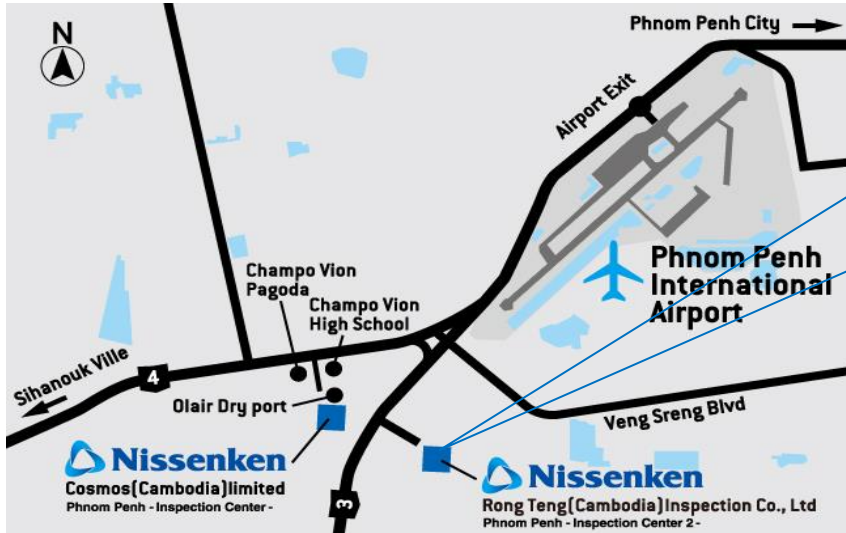 Phnom Penh City
N
Airport Exit
Phnom Penh
International
Airport
Champo Vion
Pagoda
Champo Vion
High School
Sihanouk Ville
4
Olair Dry port
Veng Sreng Blvd
Nissenken
Cosmos(Cambodia)limited
Phnom Penh - Inspection Center -
3
Nissenken
Rong Teng(Cambodia)Inspection Co., Ltd
Phnom Penh - Inspection Center 2 -